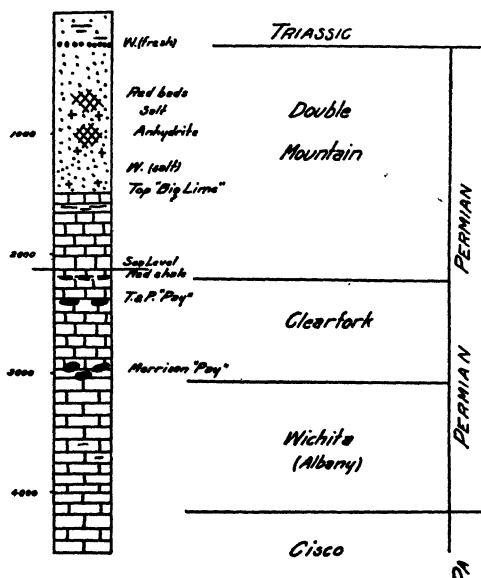 TRIASSIC
W. (fresh)
Red beds
Salt
Anhydrite
Double
Mountain
1000
W. (salt)
Top "Big Lime"
PERMIAN
2000
Sea Level
Red shale
T. & P. "Pay"
Clearfork
3000
Morrison "Pay"
PERMIAN
Wichita
(Albany)
4000
Cisco
PA